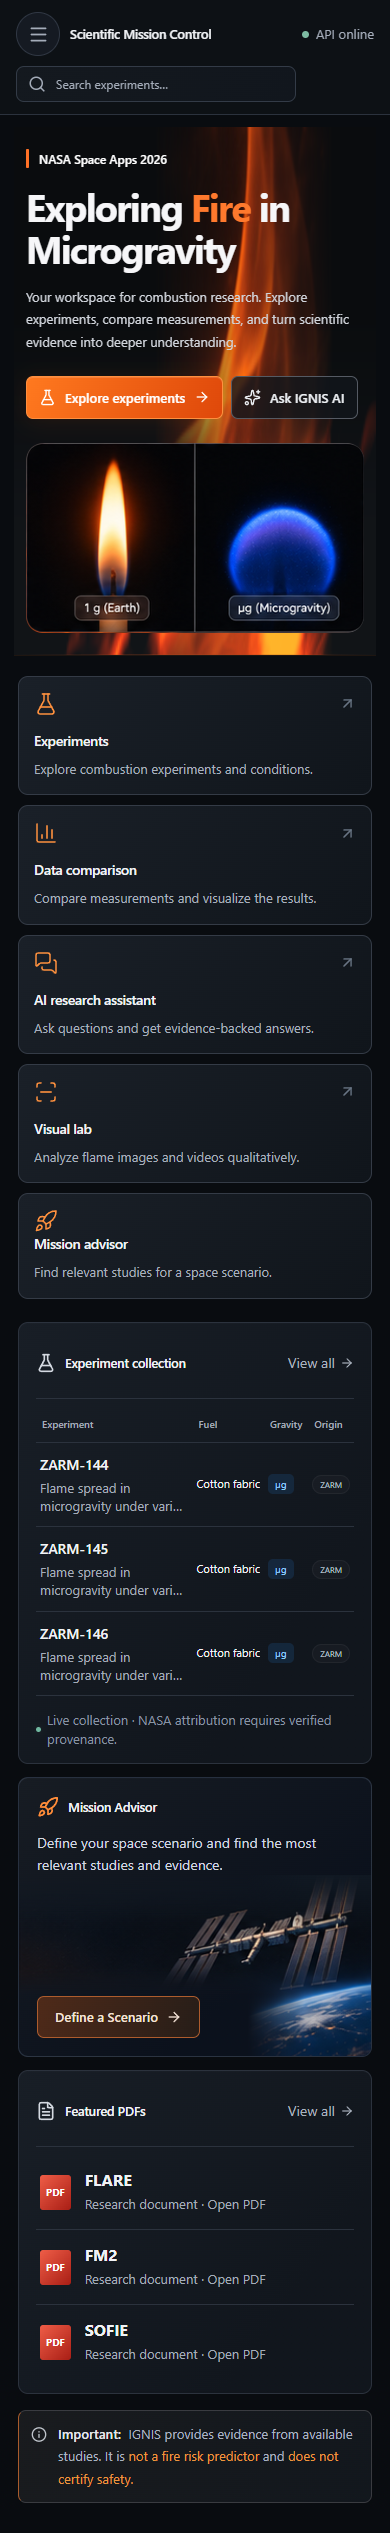 Scientific Mission Control
API online
Search experiments...
NASA Space Apps 2026
Exploring Fire in
Microgravity
Your workspace for combustion research. Explore
experiments, compare measurements, and turn scientific
evidence into deeper understanding.
Explore experiments
Ask IGNIS AI
1 g (Earth)
µg (Microgravity)
Experiments
Explore combustion experiments and conditions.
Data comparison
Compare measurements and visualize the results.
AI research assistant
Ask questions and get evidence-backed answers.
Visual lab
Analyze flame images and videos qualitatively.
Mission advisor
Find relevant studies for a space scenario.
Experiment collection
View all
Experiment Fuel Gravity Origin
ZARM-144
Flame spread in
microgravity under vari...
Cotton fabric µg ZARM
ZARM-145
Flame spread in
microgravity under vari...
Cotton fabric µg ZARM
ZARM-146
Flame spread in
microgravity under vari...
Cotton fabric µg ZARM
Live collection · NASA attribution requires verified
provenance.
Mission Advisor
Define your space scenario and find the most
relevant studies and evidence.
Define a Scenario
Featured PDFs
View all
PDF
FLARE
Research document · Open PDF
PDF
FM2
Research document · Open PDF
PDF
SOFIE
Research document · Open PDF
Important: IGNIS provides evidence from available
studies. It is not a fire risk predictor and does not
certify safety.